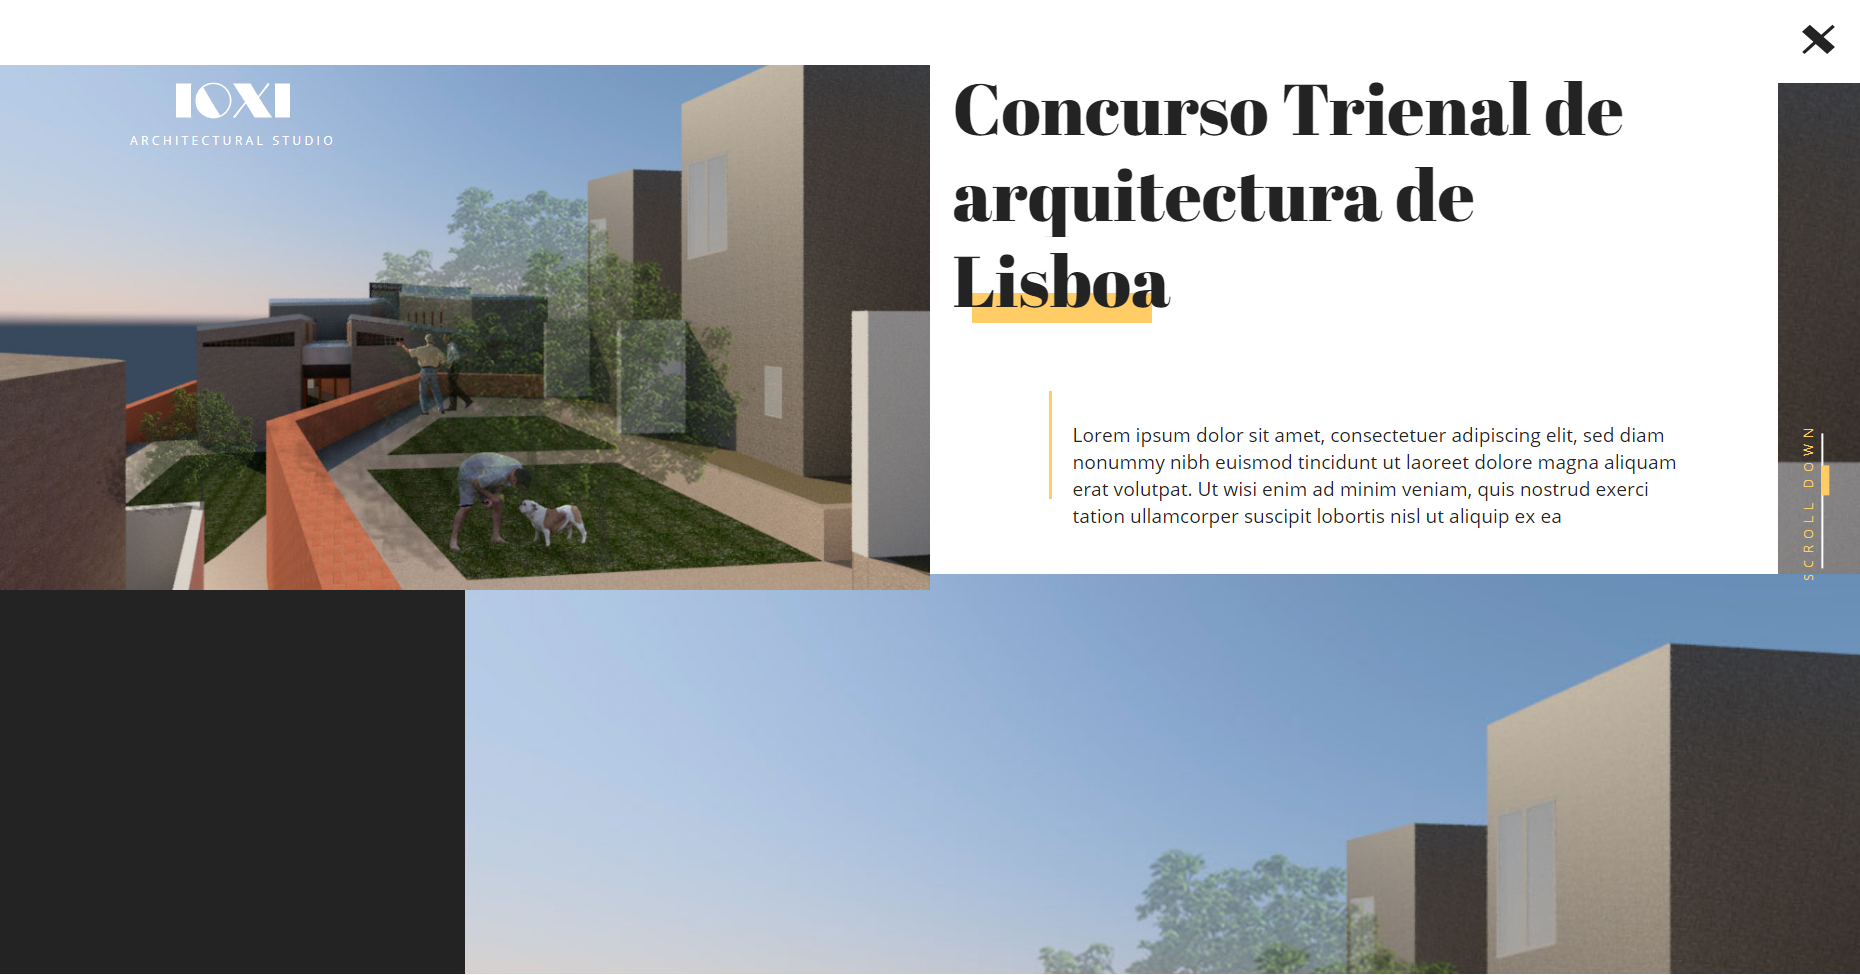 IOXI
ARCHITECTURAL STUDIO
Concurso Trienal de
arquitectura de
Lisboa
Lorem ipsum dolor sit amet, consectetuer adipiscing elit, sed diam
nonummy nibh euismod tincidunt ut laoreet dolore magna aliquam
erat volutpat. Ut wisi enim ad minim veniam, quis nostrud exerci
tation ullamcorper suscipit lobortis nisl ut aliquip ex ea
SCROLL DOWN